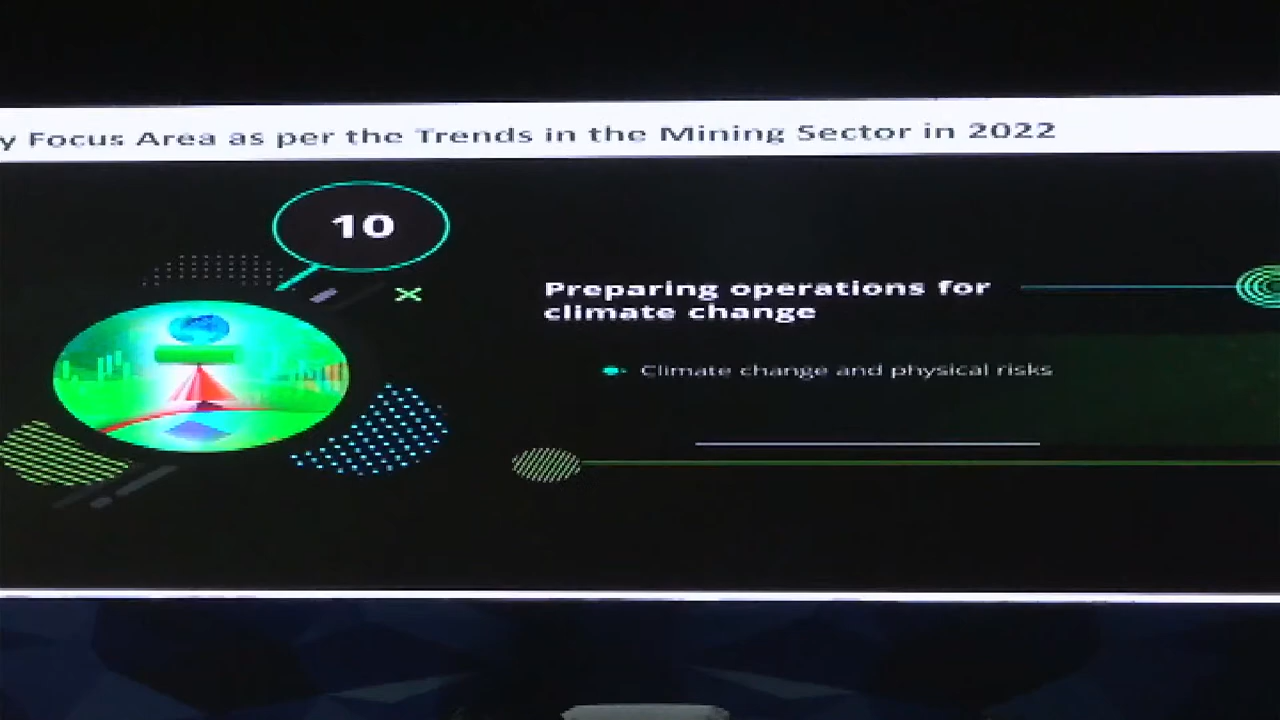 y Focus Area as per the Trends in the Mining Sector in 2022
10
Preparing operations for
climate change
Climate change and physical risks